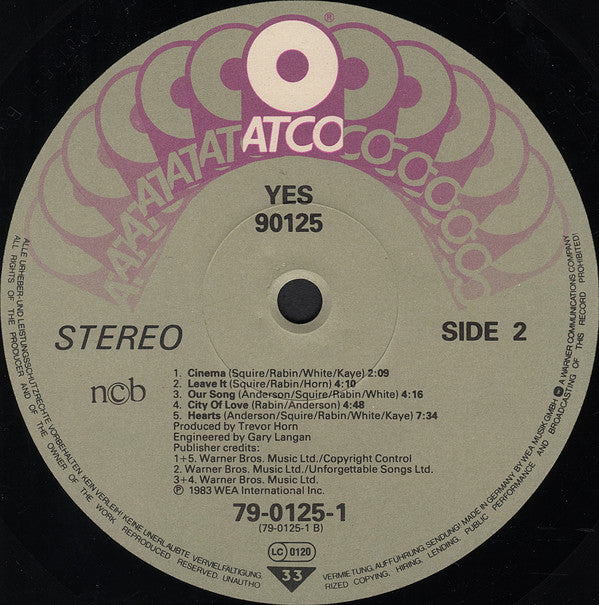 ®
ATCO
YES
90125
STEREO
SIDE 2
1. Cinema (Squire/Rabin/White/Kaye) 2:09
2. Leave It (Squire/Rabin/Horn) 4:10
3. Our Song (Anderson/Squire/Rabin/White) 4:16
4. City Of Love (Rabin/Anderson) 4:48
5. Hearts (Anderson/Squire/Rabin/White/Kaye) 7:34
Produced by Trevor Horn
Engineered by Gary Langan
Publisher credits:
1+5. Warner Bros. Music Ltd./Copyright Control
2. Warner Bros. Music Ltd./Unforgettable Songs Ltd.
3+4. Warner Bros. Music Ltd.
℗ 1983 WEA International Inc.
ncb
79-0125-1
(79-0125-1 B)
LC 0120
33
ALLE URHEBER- UND LEISTUNGSSCHUTZRECHTE VORBEHALTEN. KEIN VERLEIH! KEINE UNERLAUBTE VERVIELFÄLTIGUNG,
VERMIETUNG, AUFFÜHRUNG, SENDUNG! MADE IN GERMANY BY WEA MUSIK GMBH A WARNER COMMUNICATIONS COMPANY
ALL RIGHTS OF THE PRODUCER AND OF THE OWNER OF THE WORK REPRODUCED RESERVED. UNAUTHO
RIZED COPYING, HIRING, LENDING, PUBLIC PERFORMANCE AND BROADCASTING OF THIS RECORD PROHIBITED!